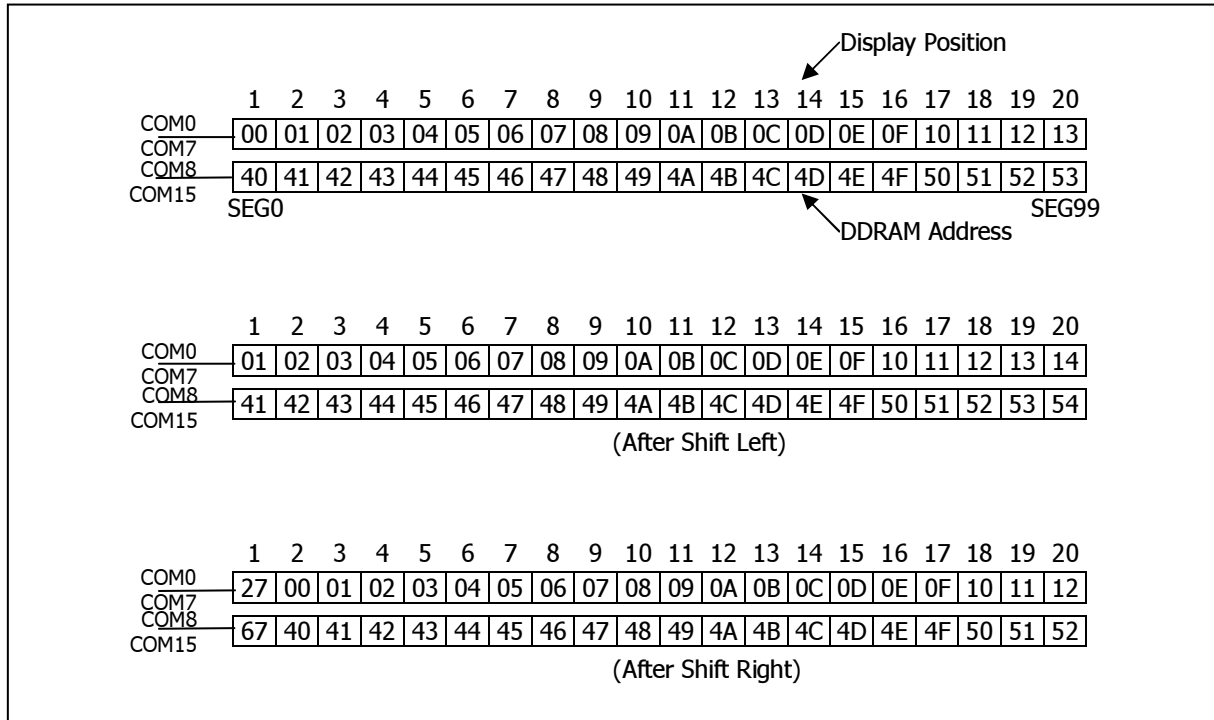 Display Position
1 2 3 4 5 6 7 8 9 10 11 12 13 14 15 16 17 18 19 20
COM0
COM7
00 01 02 03 04 05 06 07 08 09 0A 0B 0C 0D 0E 0F 10 11 12 13
COM8
COM15
40 41 42 43 44 45 46 47 48 49 4A 4B 4C 4D 4E 4F 50 51 52 53
SEG0 SEG99
DDRAM Address
1 2 3 4 5 6 7 8 9 10 11 12 13 14 15 16 17 18 19 20
COM0
COM7
01 02 03 04 05 06 07 08 09 0A 0B 0C 0D 0E 0F 10 11 12 13 14
COM8
COM15
41 42 43 44 45 46 47 48 49 4A 4B 4C 4D 4E 4F 50 51 52 53 54
(After Shift Left)
1 2 3 4 5 6 7 8 9 10 11 12 13 14 15 16 17 18 19 20
COM0
COM7
27 00 01 02 03 04 05 06 07 08 09 0A 0B 0C 0D 0E 0F 10 11 12
COM8
COM15
67 40 41 42 43 44 45 46 47 48 49 4A 4B 4C 4D 4E 4F 50 51 52
(After Shift Right)